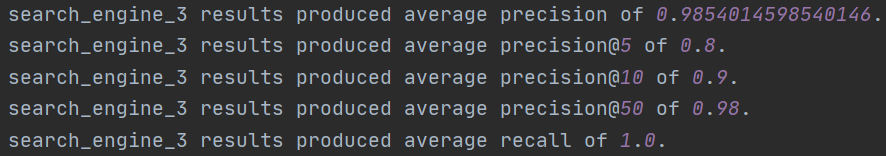 search_engine_3 results produced average precision of 0.9854014598540146.
search_engine_3 results produced average precision@5 of 0.8.
search_engine_3 results produced average precision@10 of 0.9.
search_engine_3 results produced average precision@50 of 0.98.
search_engine_3 results produced average recall of 1.0.